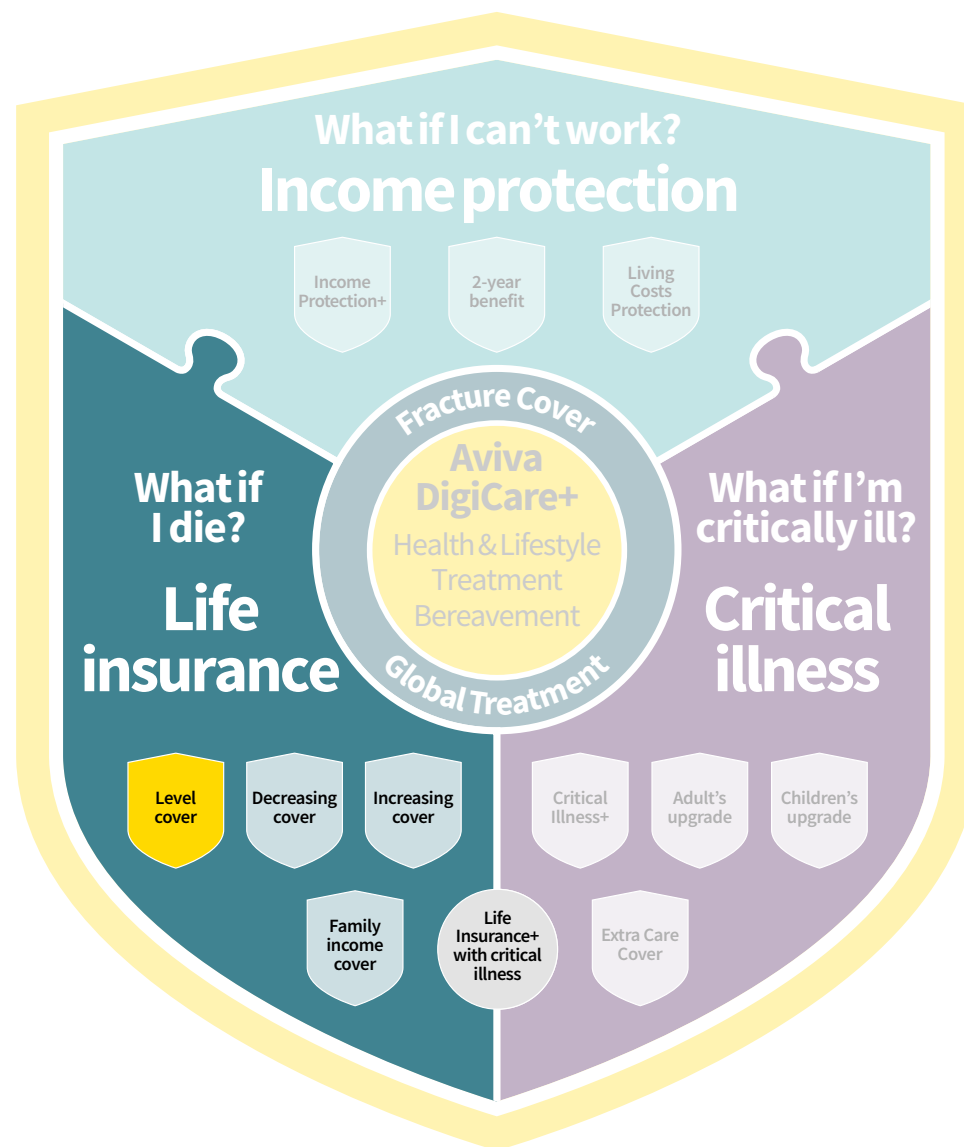 What if I can't work?
Income protection
Income
Protection+
2-year
benefit
Living
Costs
Protection
Fracture Cover
Aviva
DigiCare+
Health & Lifestyle
Treatment
Bereavement
Global Treatment
What if
I die?
Life
insurance
What if I'm
critically ill?
Critical
illness
Level
cover
Decreasing
cover
Increasing
cover
Critical
Illness+
Adult's
upgrade
Children's
upgrade
Family
income
cover
Life
Insurance+
with critical
illness
Extra Care
Cover